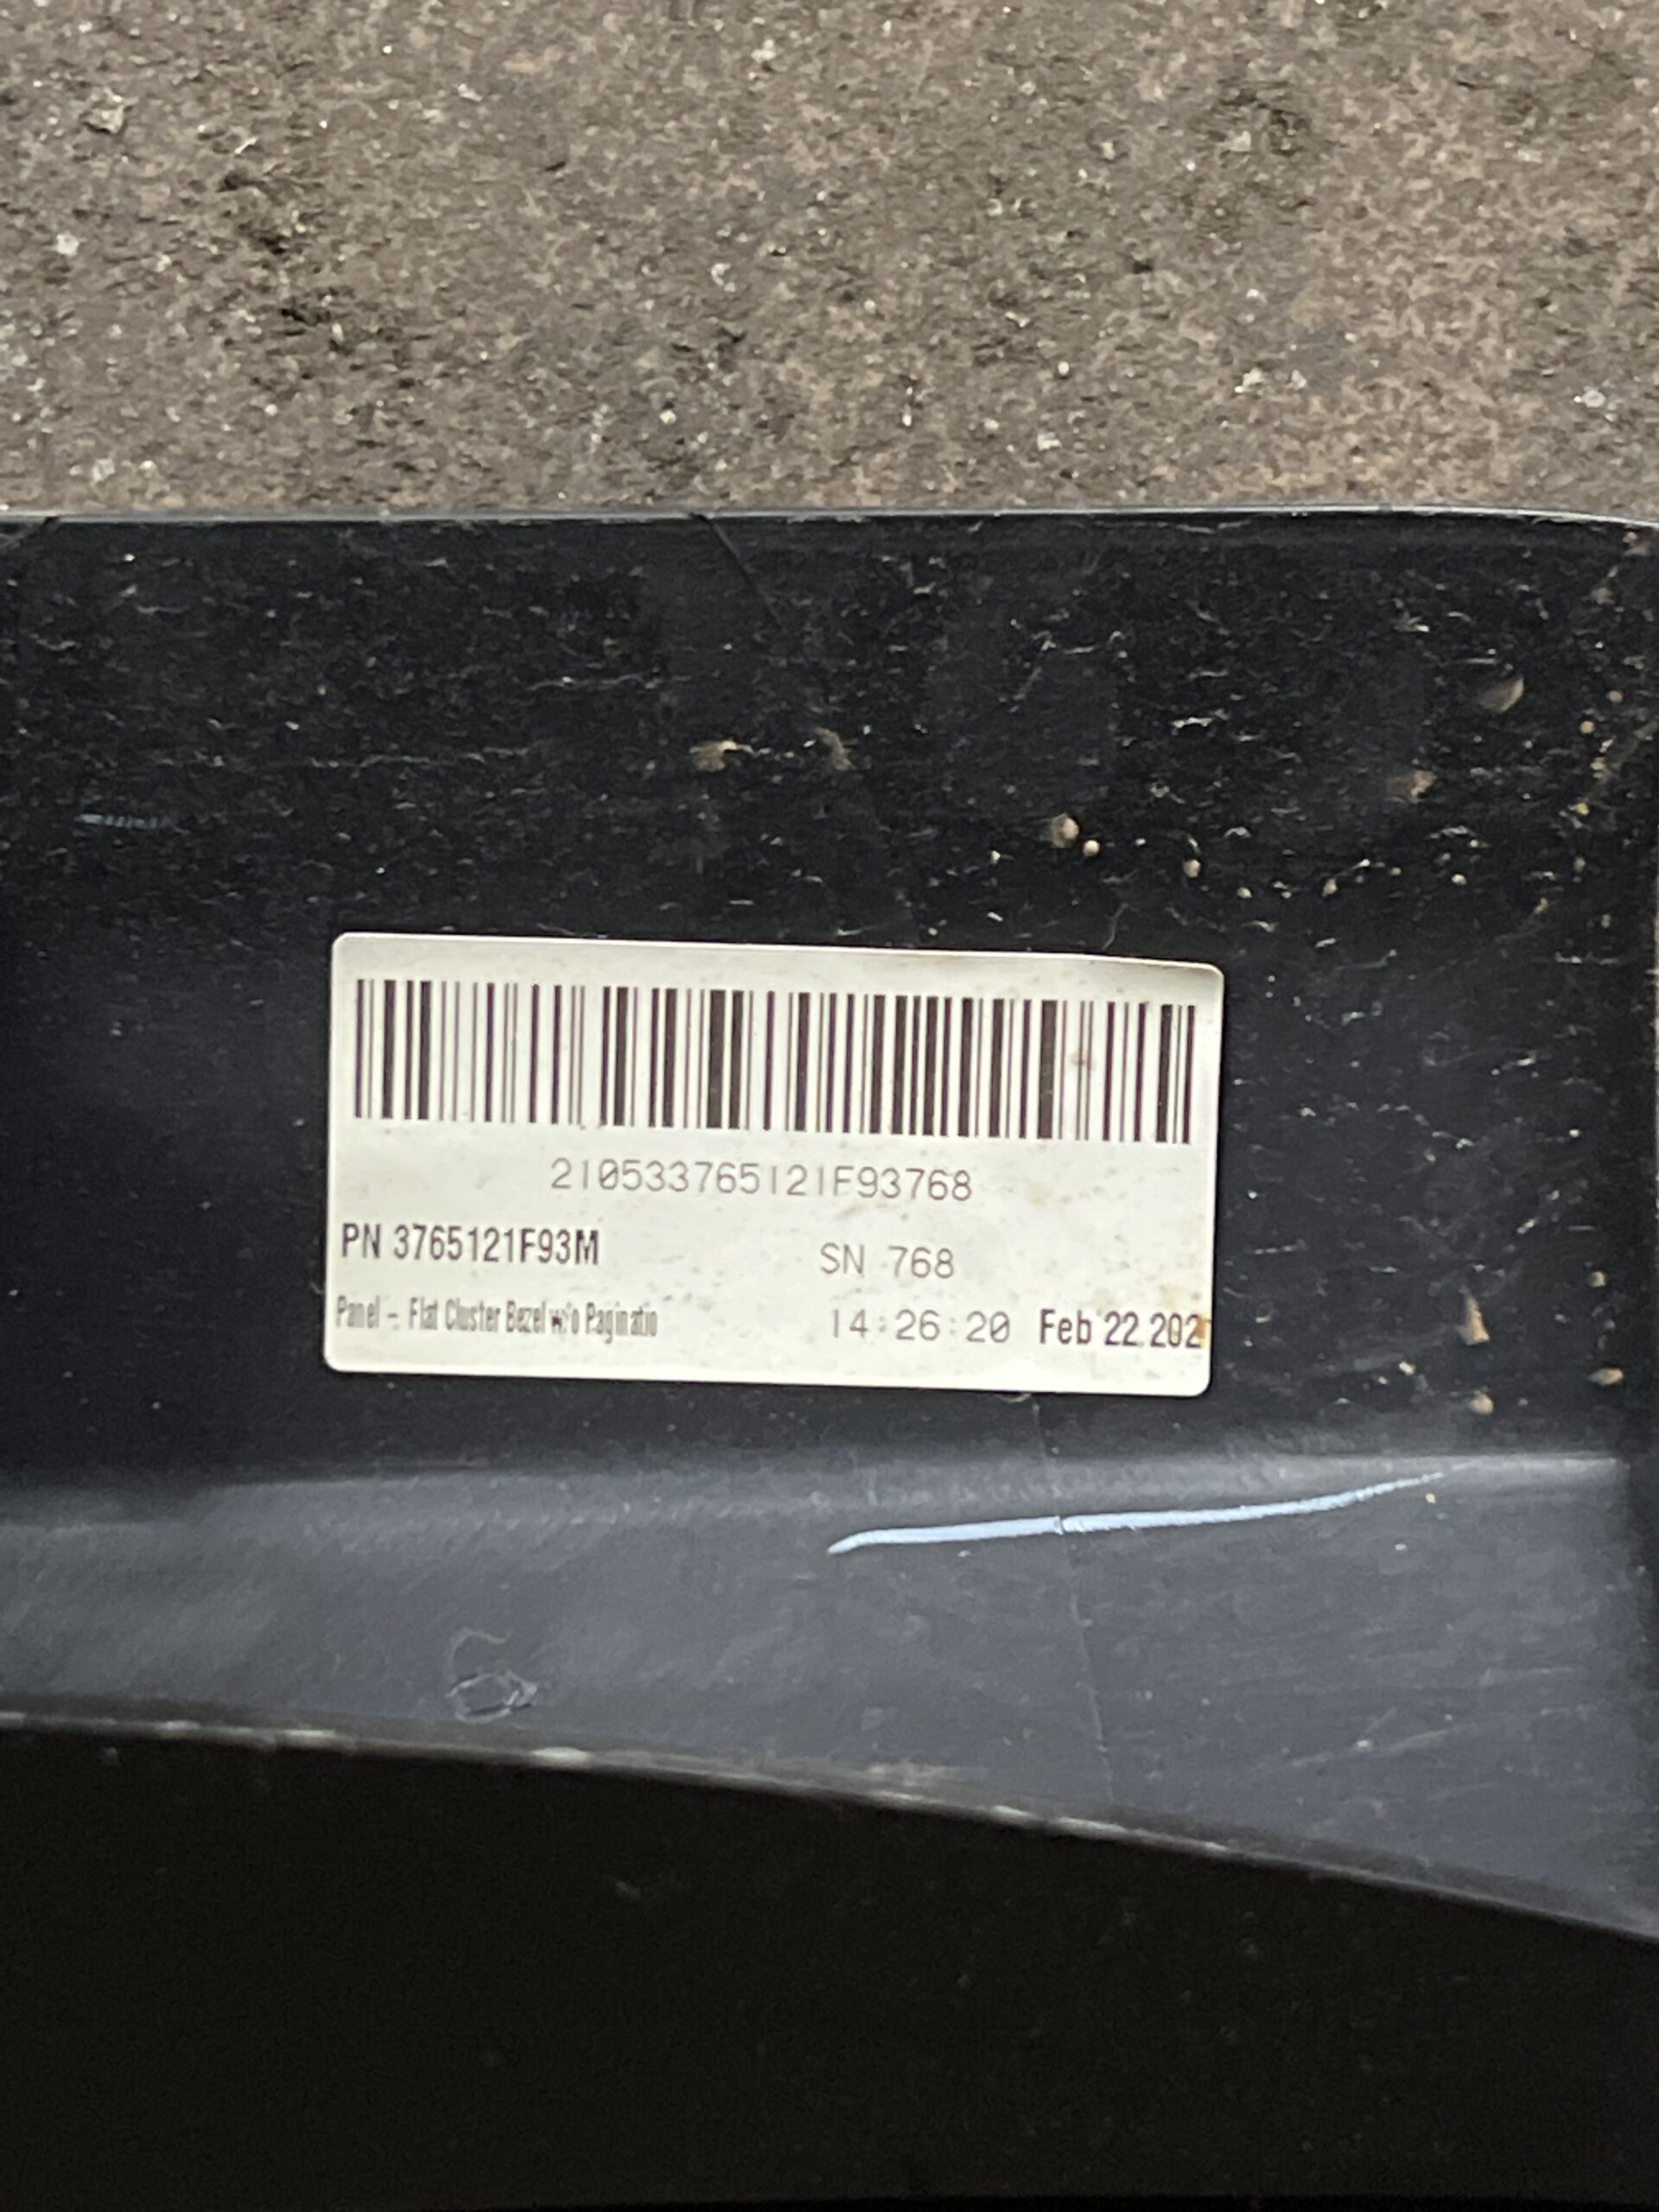 210533765121F93768
PN 3765121F93M SN 768
Panel - Flat Cluster Bezel w/o Paginatio 14:26:20 Feb 22 202